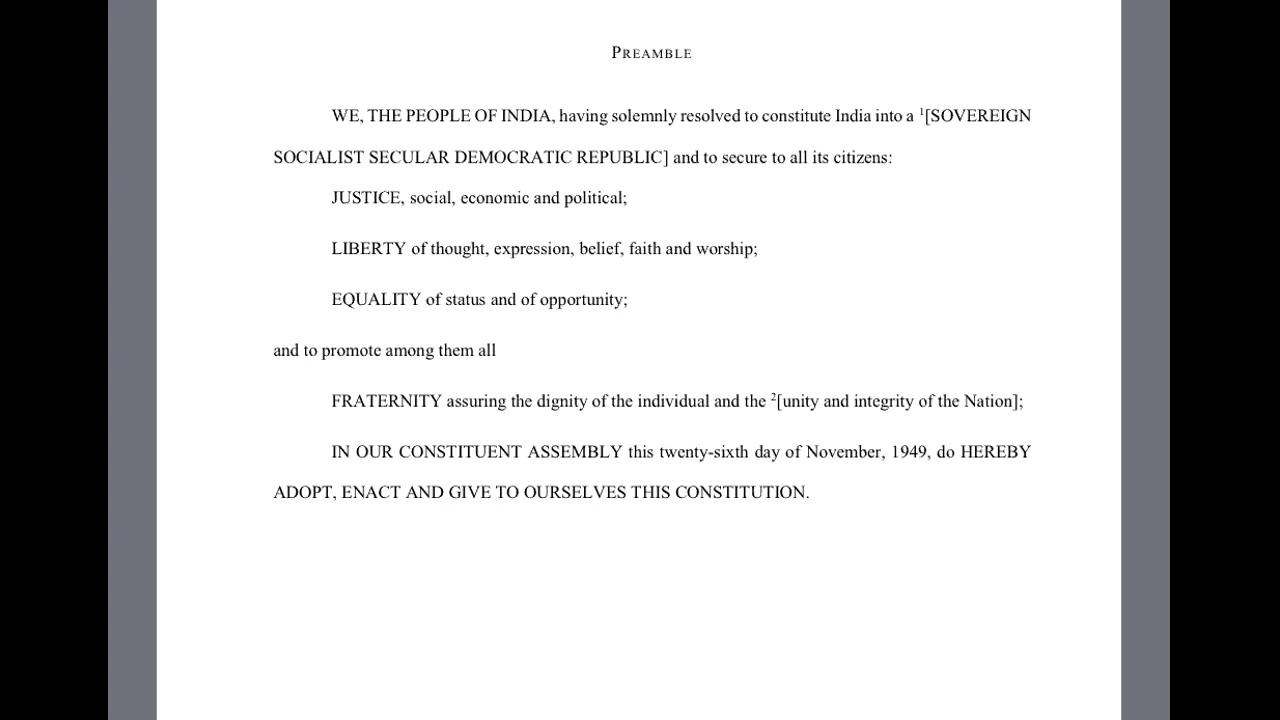 PREAMBLE
WE, THE PEOPLE OF INDIA, having solemnly resolved to constitute India into a ¹[SOVEREIGN
SOCIALIST SECULAR DEMOCRATIC REPUBLIC] and to secure to all its citizens:
JUSTICE, social, economic and political;
LIBERTY of thought, expression, belief, faith and worship;
EQUALITY of status and of opportunity;
and to promote among them all
FRATERNITY assuring the dignity of the individual and the ²[unity and integrity of the Nation];
IN OUR CONSTITUENT ASSEMBLY this twenty-sixth day of November, 1949, do HEREBY
ADOPT, ENACT AND GIVE TO OURSELVES THIS CONSTITUTION.